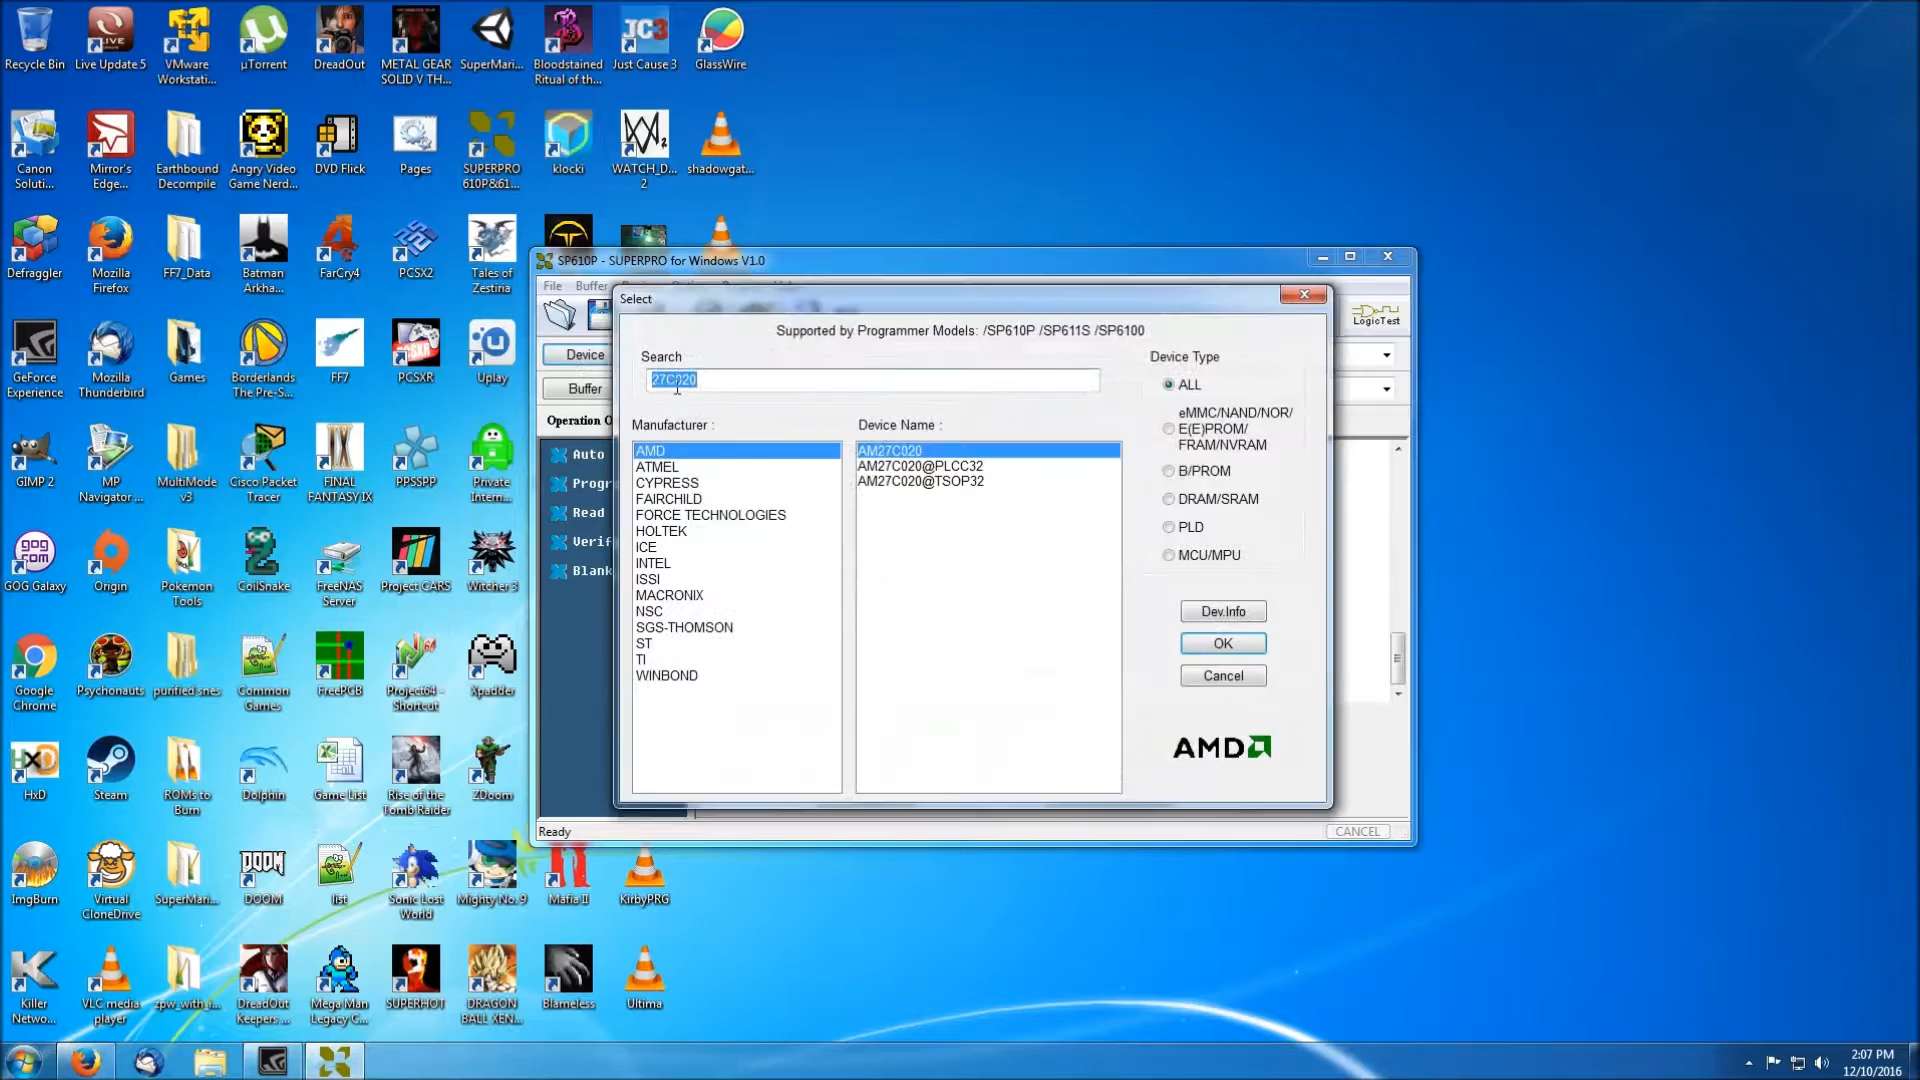 Recycle Bin
Live Update 5
VMware
Workstati...
µTorrent
DreadOut
METAL GEAR
SOLID V TH...
SuperMari...
Bloodstained
Ritual of th...
Just Cause 3
GlassWire
Canon
Soluti...
Mirror's
Edge...
Earthbound
Decompile
Angry Video
Game Nerd...
DVD Flick
Pages
SUPERPRO
610P&61...
klocki
WATCH_D...
2
shadowgat...
Defraggler
Mozilla
Firefox
FF7_Data
Batman
Arkha...
FarCry4
PCSX2
Tales of
Zestiria
GeForce
Experience
Mozilla
Thunderbird
Games
Borderlands
The Pre-S...
FF7
PCSXR
Uplay
GIMP 2
MP
Navigator ...
MultiMode
v3
Cisco Packet
Tracer
FINAL
FANTASY IX
PPSSPP
Private
Intern...
GOG Galaxy
Origin
Pokemon
Tools
CoilSnake
FreeNAS
Server
Project CARS
Witcher 3
Google
Chrome
Psychonauts
purified snes
Common
Games
FreePCB
Project64 -
Shortcut
Xpadder
HxD
Steam
ROMs to
Burn
Dolphin
Game List
Rise of the
Tomb Raider
ZDoom
ImgBurn
Virtual
CloneDrive
SuperMari...
DOOM
list
Sonic Lost
World
Mighty No. 9
Mafia II
KirbyPRG
Killer
Netwo...
VLC media
player
zpw_with_i...
DreadOut
Keepers ...
Mega Man
Legacy C...
SUPERHOT
DRAGON
BALL XEN...
Blameless
Ultima
SP610P - SUPERPRO for Windows V1.0
File Buffer
LogicTest
Device
Buffer
Operation O
Auto
Progr
Read
Verif
Blank
Ready
CANCEL
Select
Supported by Programmer Models: /SP610P /SP611S /SP6100
Search
27C020
Manufacturer :
AMD
ATMEL
CYPRESS
FAIRCHILD
FORCE TECHNOLOGIES
HOLTEK
ICE
INTEL
ISSI
MACRONIX
NSC
SGS-THOMSON
ST
TI
WINBOND
Device Name :
AM27C020
AM27C020@PLCC32
AM27C020@TSOP32
Device Type
ALL
eMMC/NAND/NOR/
E(E)PROM/
FRAM/NVRAM
B/PROM
DRAM/SRAM
PLD
MCU/MPU
Dev.Info
OK
Cancel
AMD
2:07 PM
12/10/2016